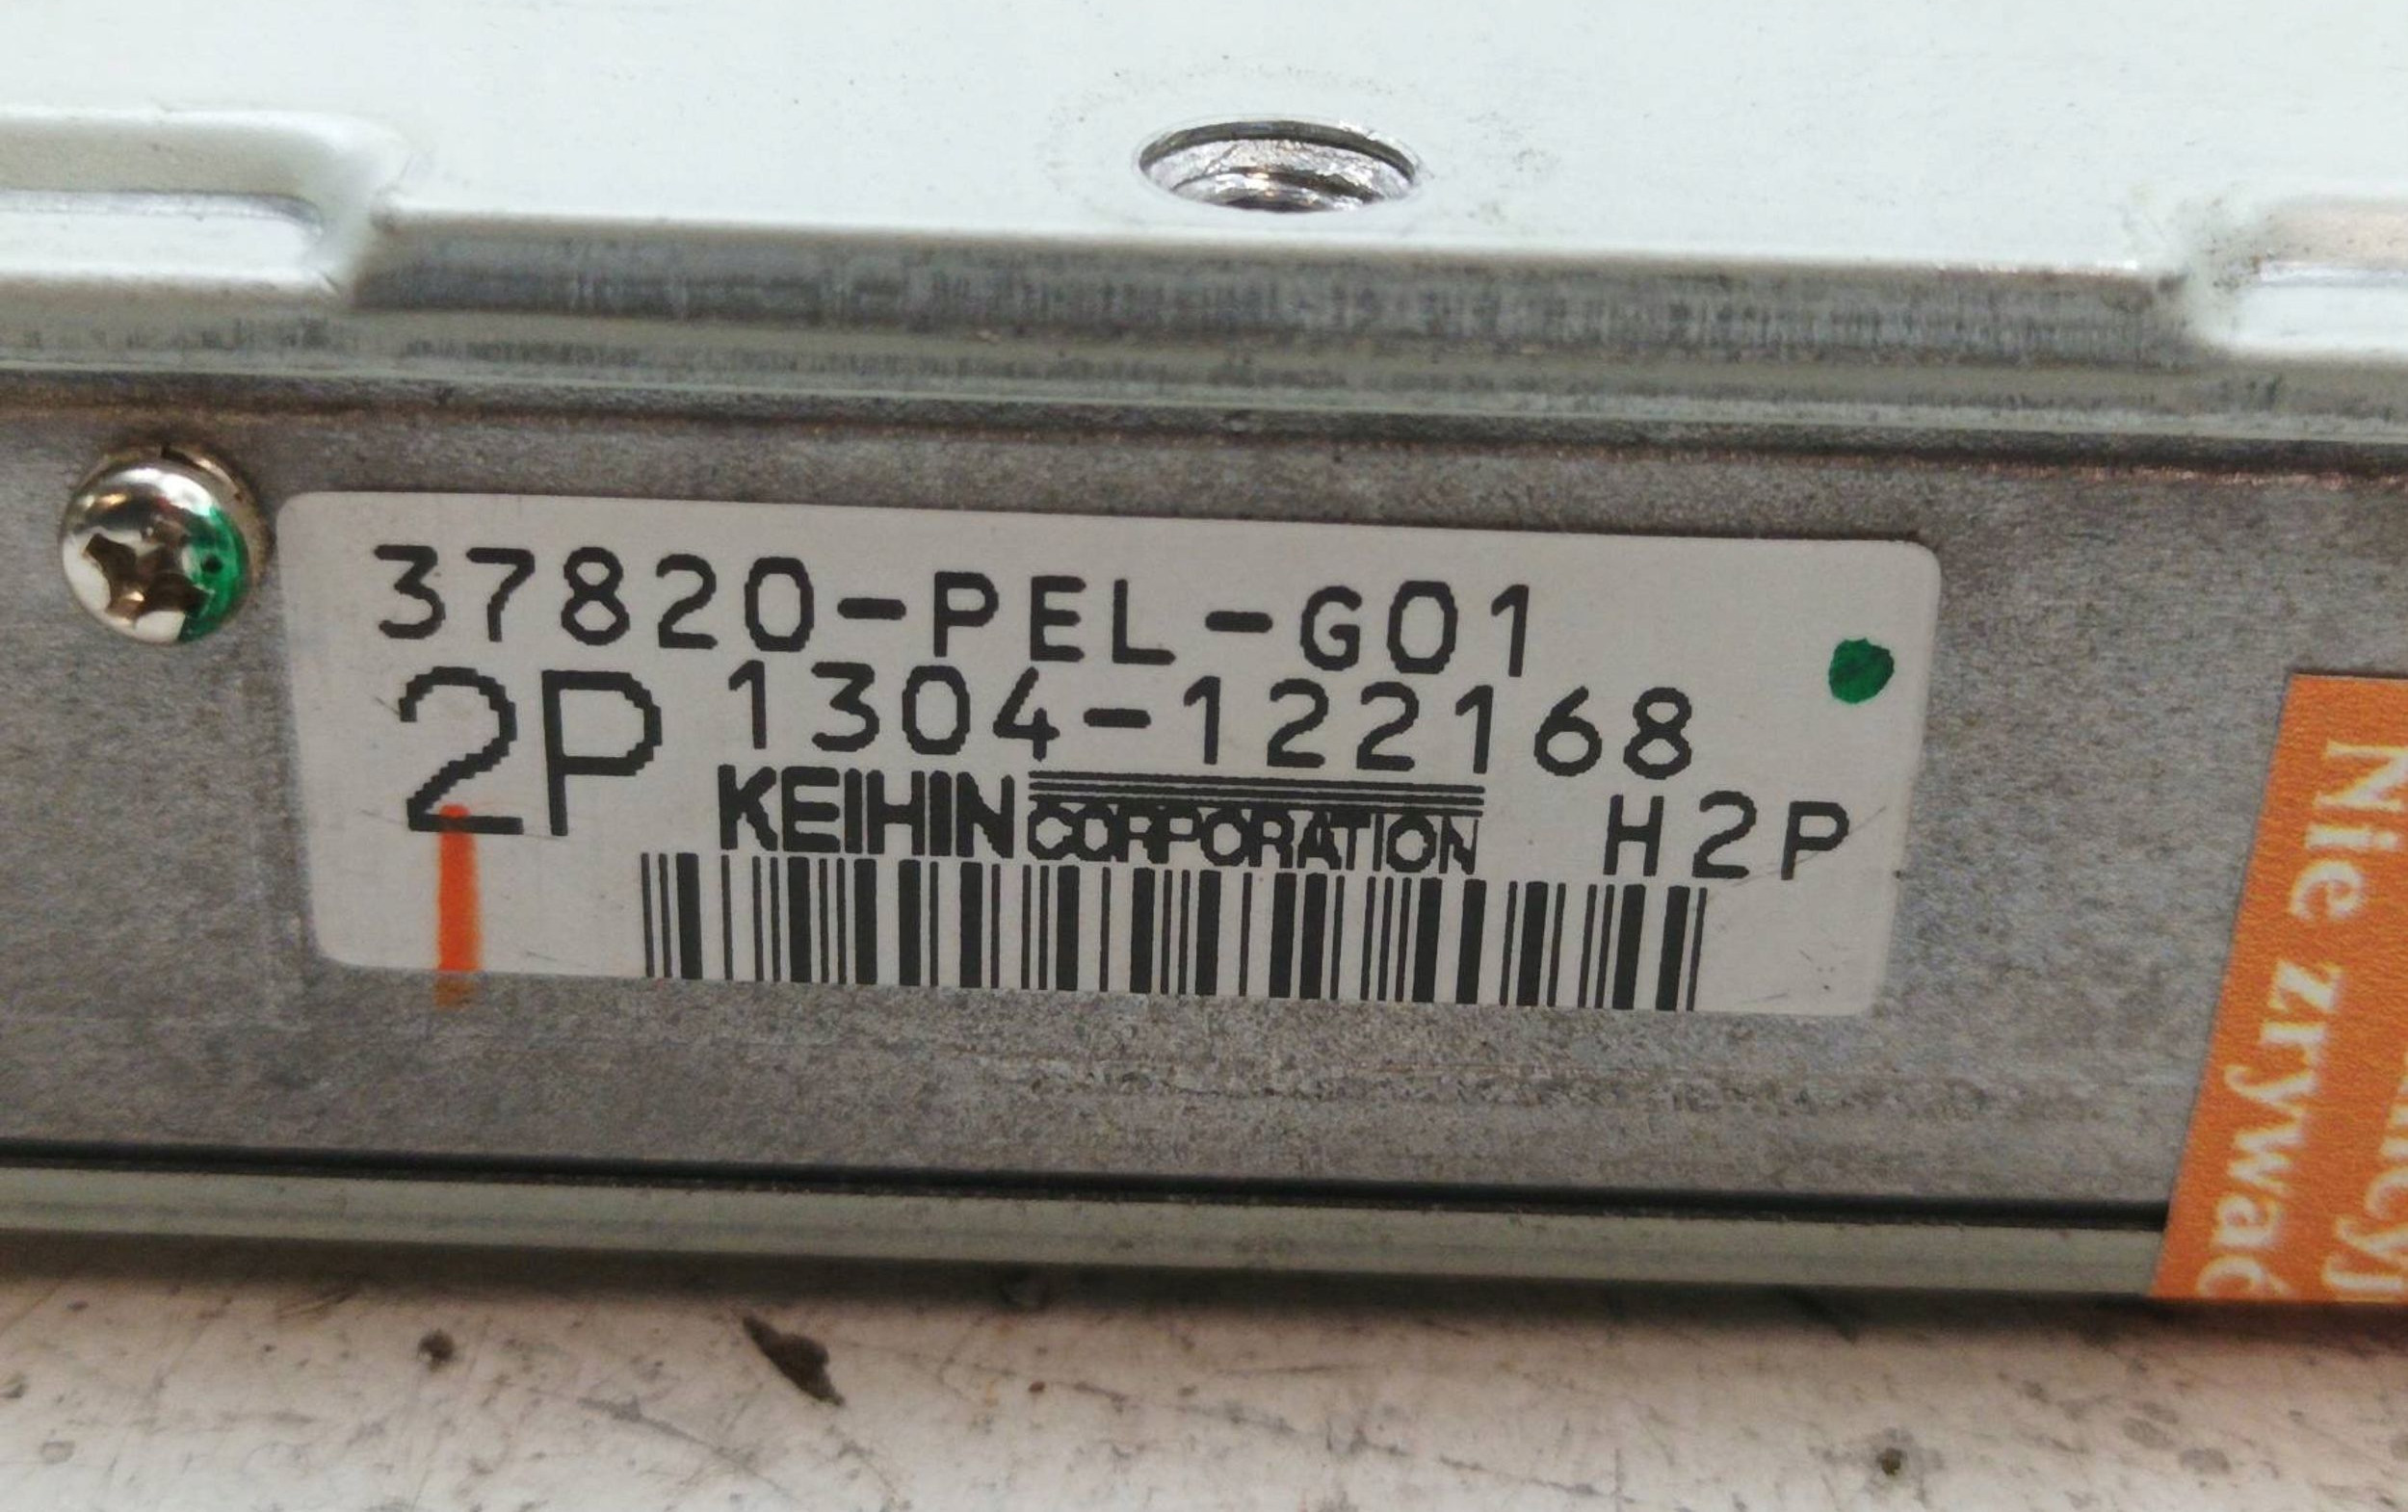 37820-PEL-G01
2P 1304-122168
KEIHIN CORPORATION H2P
Nie zrywać